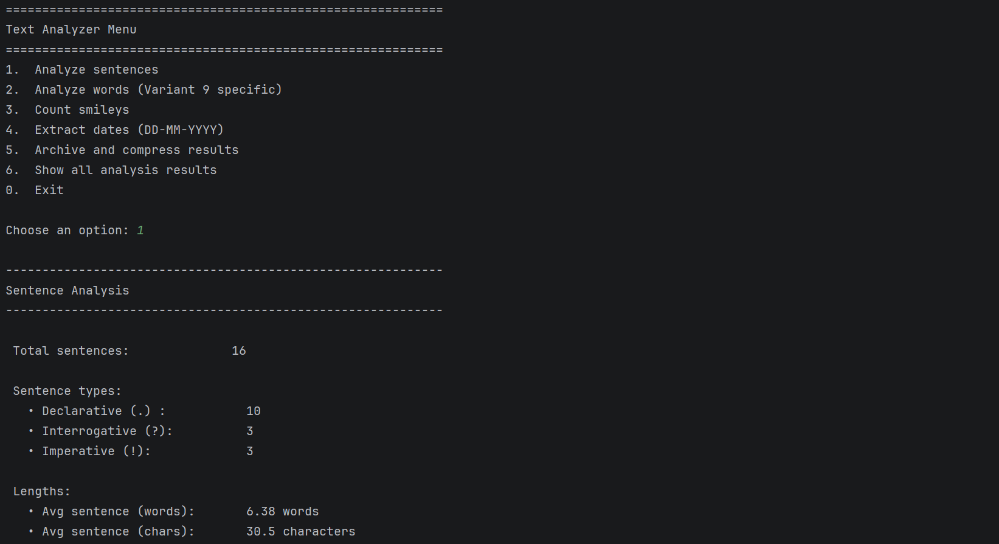 ============================================================
Text Analyzer Menu
============================================================
1.  Analyze sentences
2.  Analyze words (Variant 9 specific)
3.  Count smileys
4.  Extract dates (DD-MM-YYYY)
5.  Archive and compress results
6.  Show all analysis results
0.  Exit
Choose an option: 1
------------------------------------------------------------
Sentence Analysis
------------------------------------------------------------
Total sentences:              16
Sentence types:
• Declarative (.) :           10
• Interrogative (?):          3
• Imperative (!):             3
Lengths:
• Avg sentence (words):       6.38 words
• Avg sentence (chars):       30.5 characters